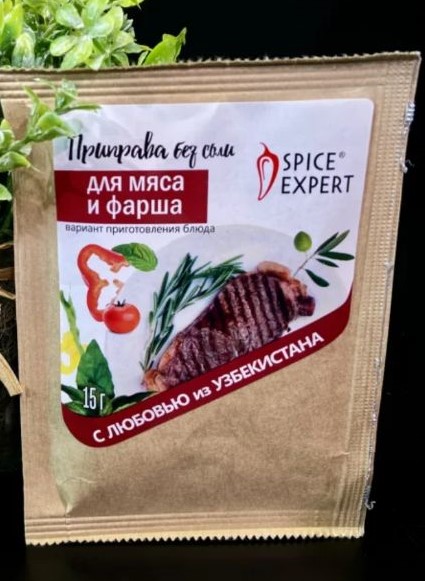 Приправа без соли
SPICE®
EXPERT
для мяса
и фарша
вариант приготовления блюда
15 г
С ЛЮБОВЬЮ из УЗБЕКИСТАНА